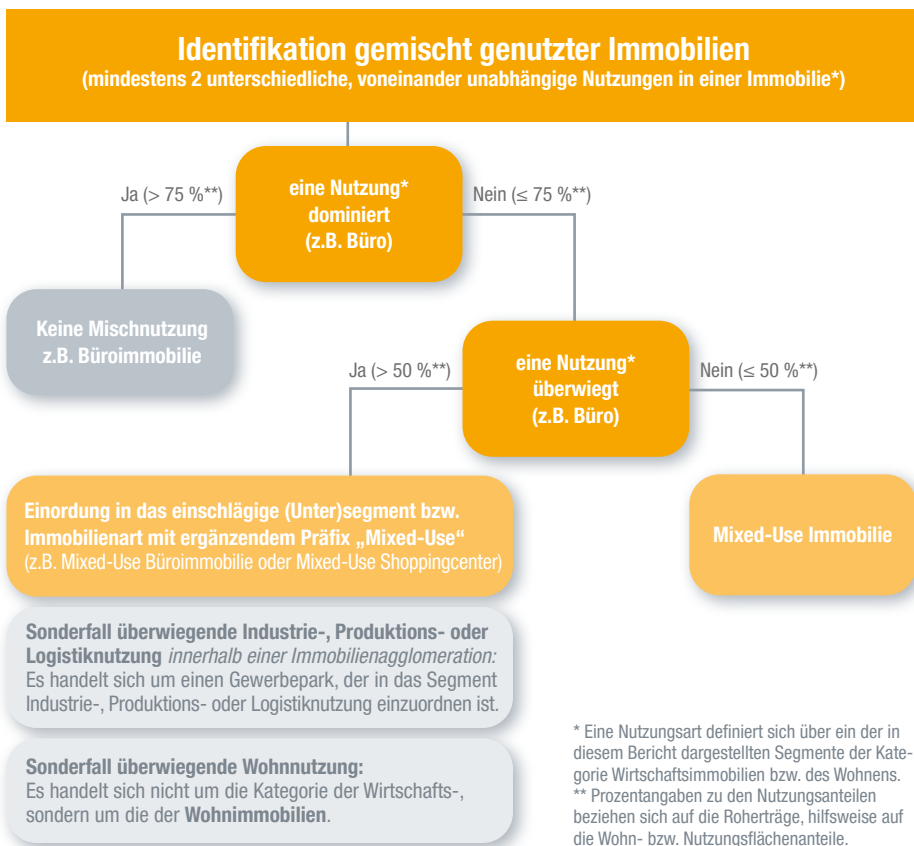 Identifikation gemischt genutzter Immobilien
(mindestens 2 unterschiedliche, voneinander unabhängige Nutzungen in einer Immobilie*)
Ja (> 75 %**)
eine Nutzung*
dominiert
(z.B. Büro)
Nein (≤ 75 %**)
Keine Mischnutzung
z.B. Büroimmobilie
Ja (> 50 %**)
eine Nutzung*
überwiegt
(z.B. Büro)
Nein (≤ 50 %**)
Einordung in das einschlägige (Unter)segment bzw.
Immobilienart mit ergänzendem Präfix „Mixed-Use“
(z.B. Mixed-Use Büroimmobilie oder Mixed-Use Shoppingcenter)
Mixed-Use Immobilie
Sonderfall überwiegende Industrie-, Produktions- oder
Logistiknutzung innerhalb einer Immobilienagglomeration:
Es handelt sich um einen Gewerbepark, der in das Segment
Industrie-, Produktions- oder Logistiknutzung einzuordnen ist.
Sonderfall überwiegende Wohnnutzung:
Es handelt sich nicht um die Kategorie der Wirtschafts-,
sondern um die der Wohnimmobilien.
* Eine Nutzungsart definiert sich über ein der in
diesem Bericht dargestellten Segmente der Kate-
gorie Wirtschaftsimmobilien bzw. des Wohnens.
** Prozentangaben zu den Nutzungsanteilen
beziehen sich auf die Roherträge, hilfsweise auf
die Wohn- bzw. Nutzungsflächenanteile.